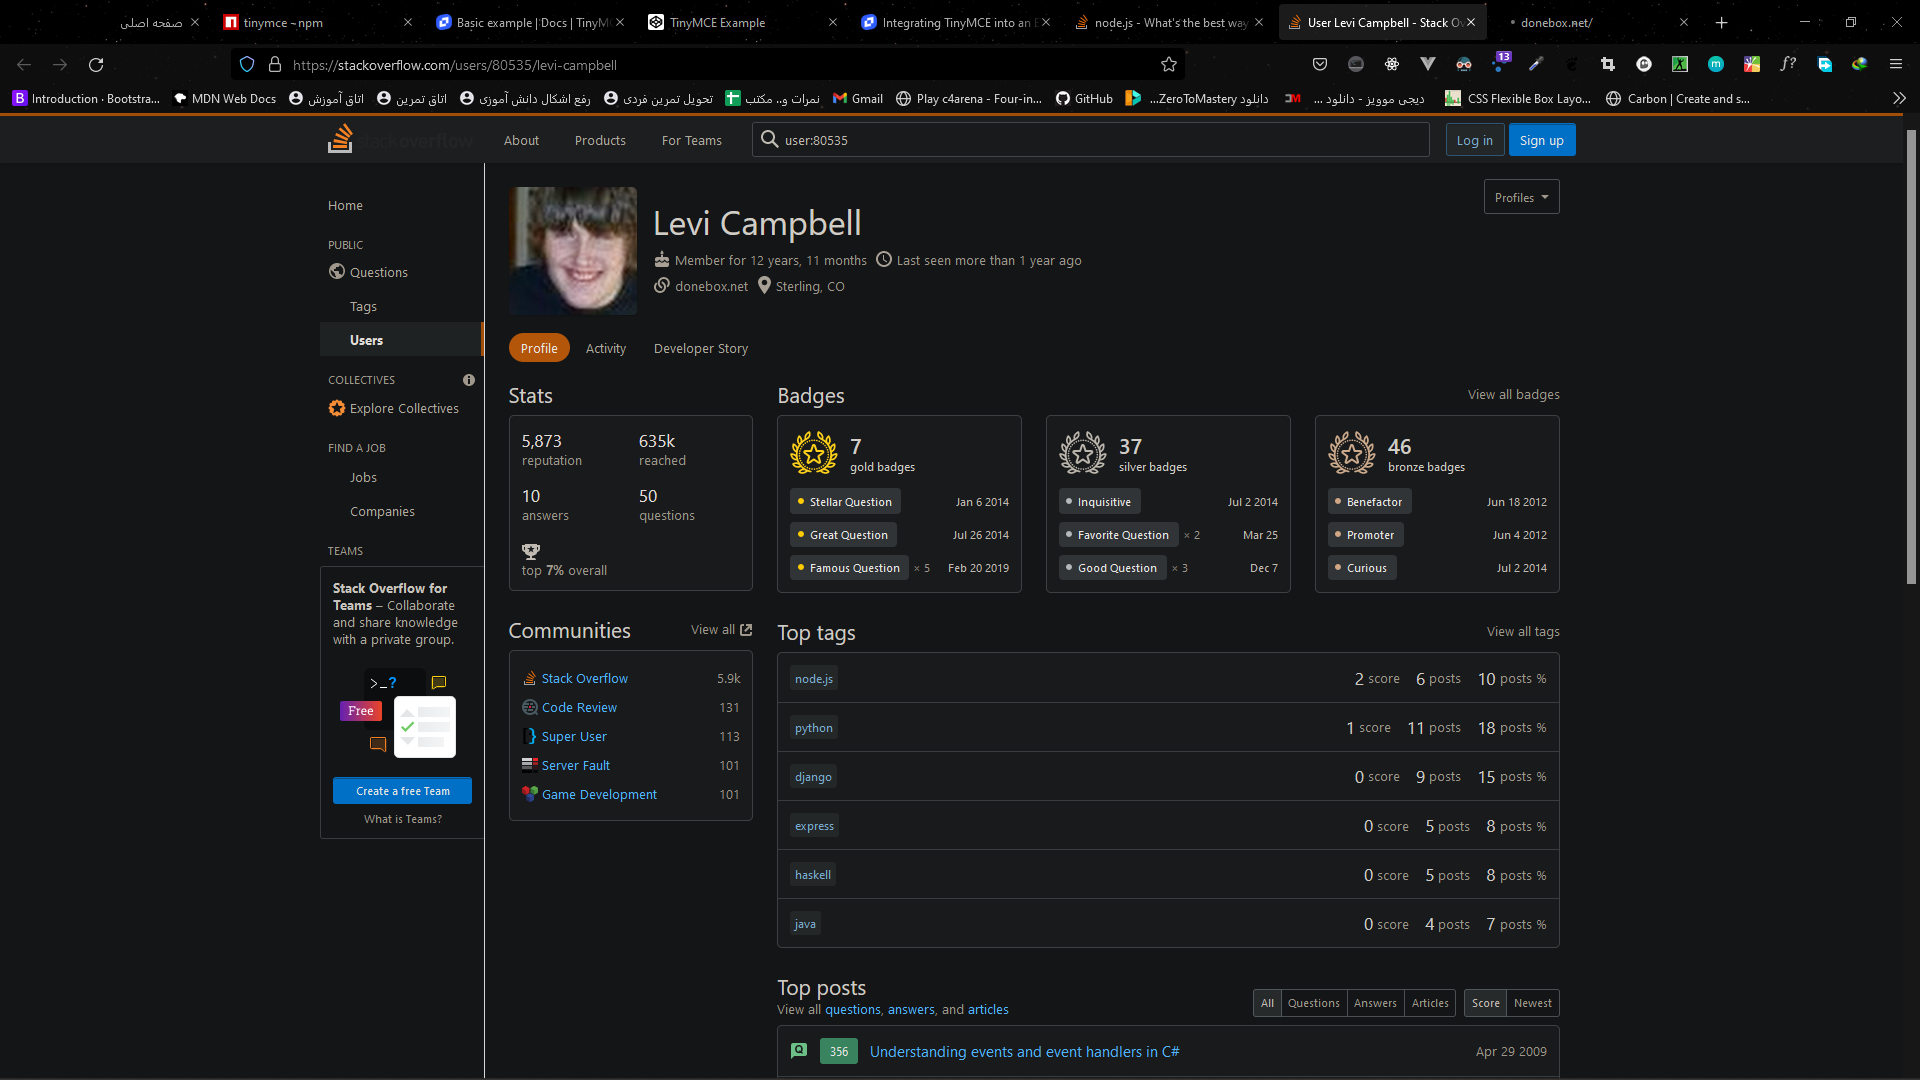 صفحه اصلی
tinymce - npm
Basic example | Docs | TinyMC
TinyMCE Example
Integrating TinyMCE into an E
node.js - What's the best way
User Levi Campbell - Stack Ov
donebox.net/
https://stackoverflow.com/users/80535/levi-campbell
13
f?
Introduction · Bootstra...
MDN Web Docs
اتاق آموزش
اتاق تمرین
رفع اشکال دانش آموزی
تحویل تمرین فردی
نمرات و.. مکتب
Gmail
Play c4arena - Four-in...
GitHub
دانلود ZeroToMastery...
دیجی موویز - دانلود ...
CSS Flexible Box Layo...
Carbon | Create and s...
stackoverflow
About
Products
For Teams
user:80535
Log in
Sign up
Home
PUBLIC
Questions
Tags
Users
COLLECTIVES
Explore Collectives
FIND A JOB
Jobs
Companies
TEAMS
Stack Overflow for
Teams – Collaborate
and share knowledge
with a private group.
>_?
Free
Create a free Team
What is Teams?
Profiles
Levi Campbell
Member for 12 years, 11 months
Last seen more than 1 year ago
donebox.net
Sterling, CO
Profile
Activity
Developer Story
Stats
5,873
reputation
635k
reached
10
answers
50
questions
top 7% overall
Communities
View all
Stack Overflow 5.9k
Code Review 131
Super User 113
Server Fault 101
Game Development 101
Badges
View all badges
7
gold badges
Stellar Question Jan 6 2014
Great Question Jul 26 2014
Famous Question × 5 Feb 20 2019
37
silver badges
Inquisitive Jul 2 2014
Favorite Question × 2 Mar 25
Good Question × 3 Dec 7
46
bronze badges
Benefactor Jun 18 2012
Promoter Jun 4 2012
Curious Jul 2 2014
Top tags
View all tags
node.js 2 score 6 posts 10 posts %
python 1 score 11 posts 18 posts %
django 0 score 9 posts 15 posts %
express 0 score 5 posts 8 posts %
haskell 0 score 5 posts 8 posts %
java 0 score 4 posts 7 posts %
Top posts
View all questions, answers, and articles
All
Questions
Answers
Articles
Score
Newest
356 Understanding events and event handlers in C# Apr 29 2009